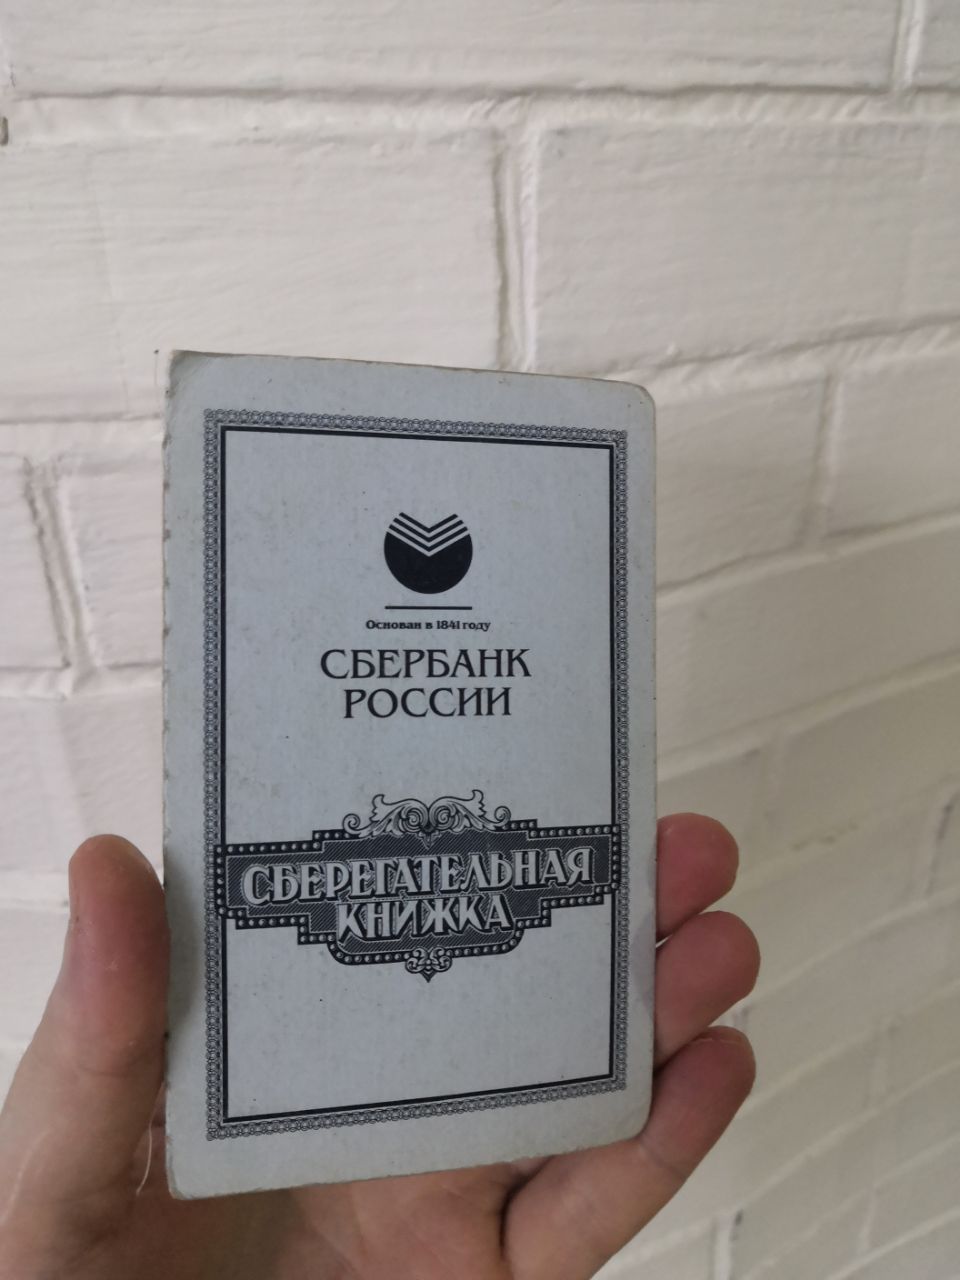 Основан в 1841 году
СБЕРБАНК
РОССИИ
СБЕРЕГАТЕЛЬНАЯ
КНИЖКА